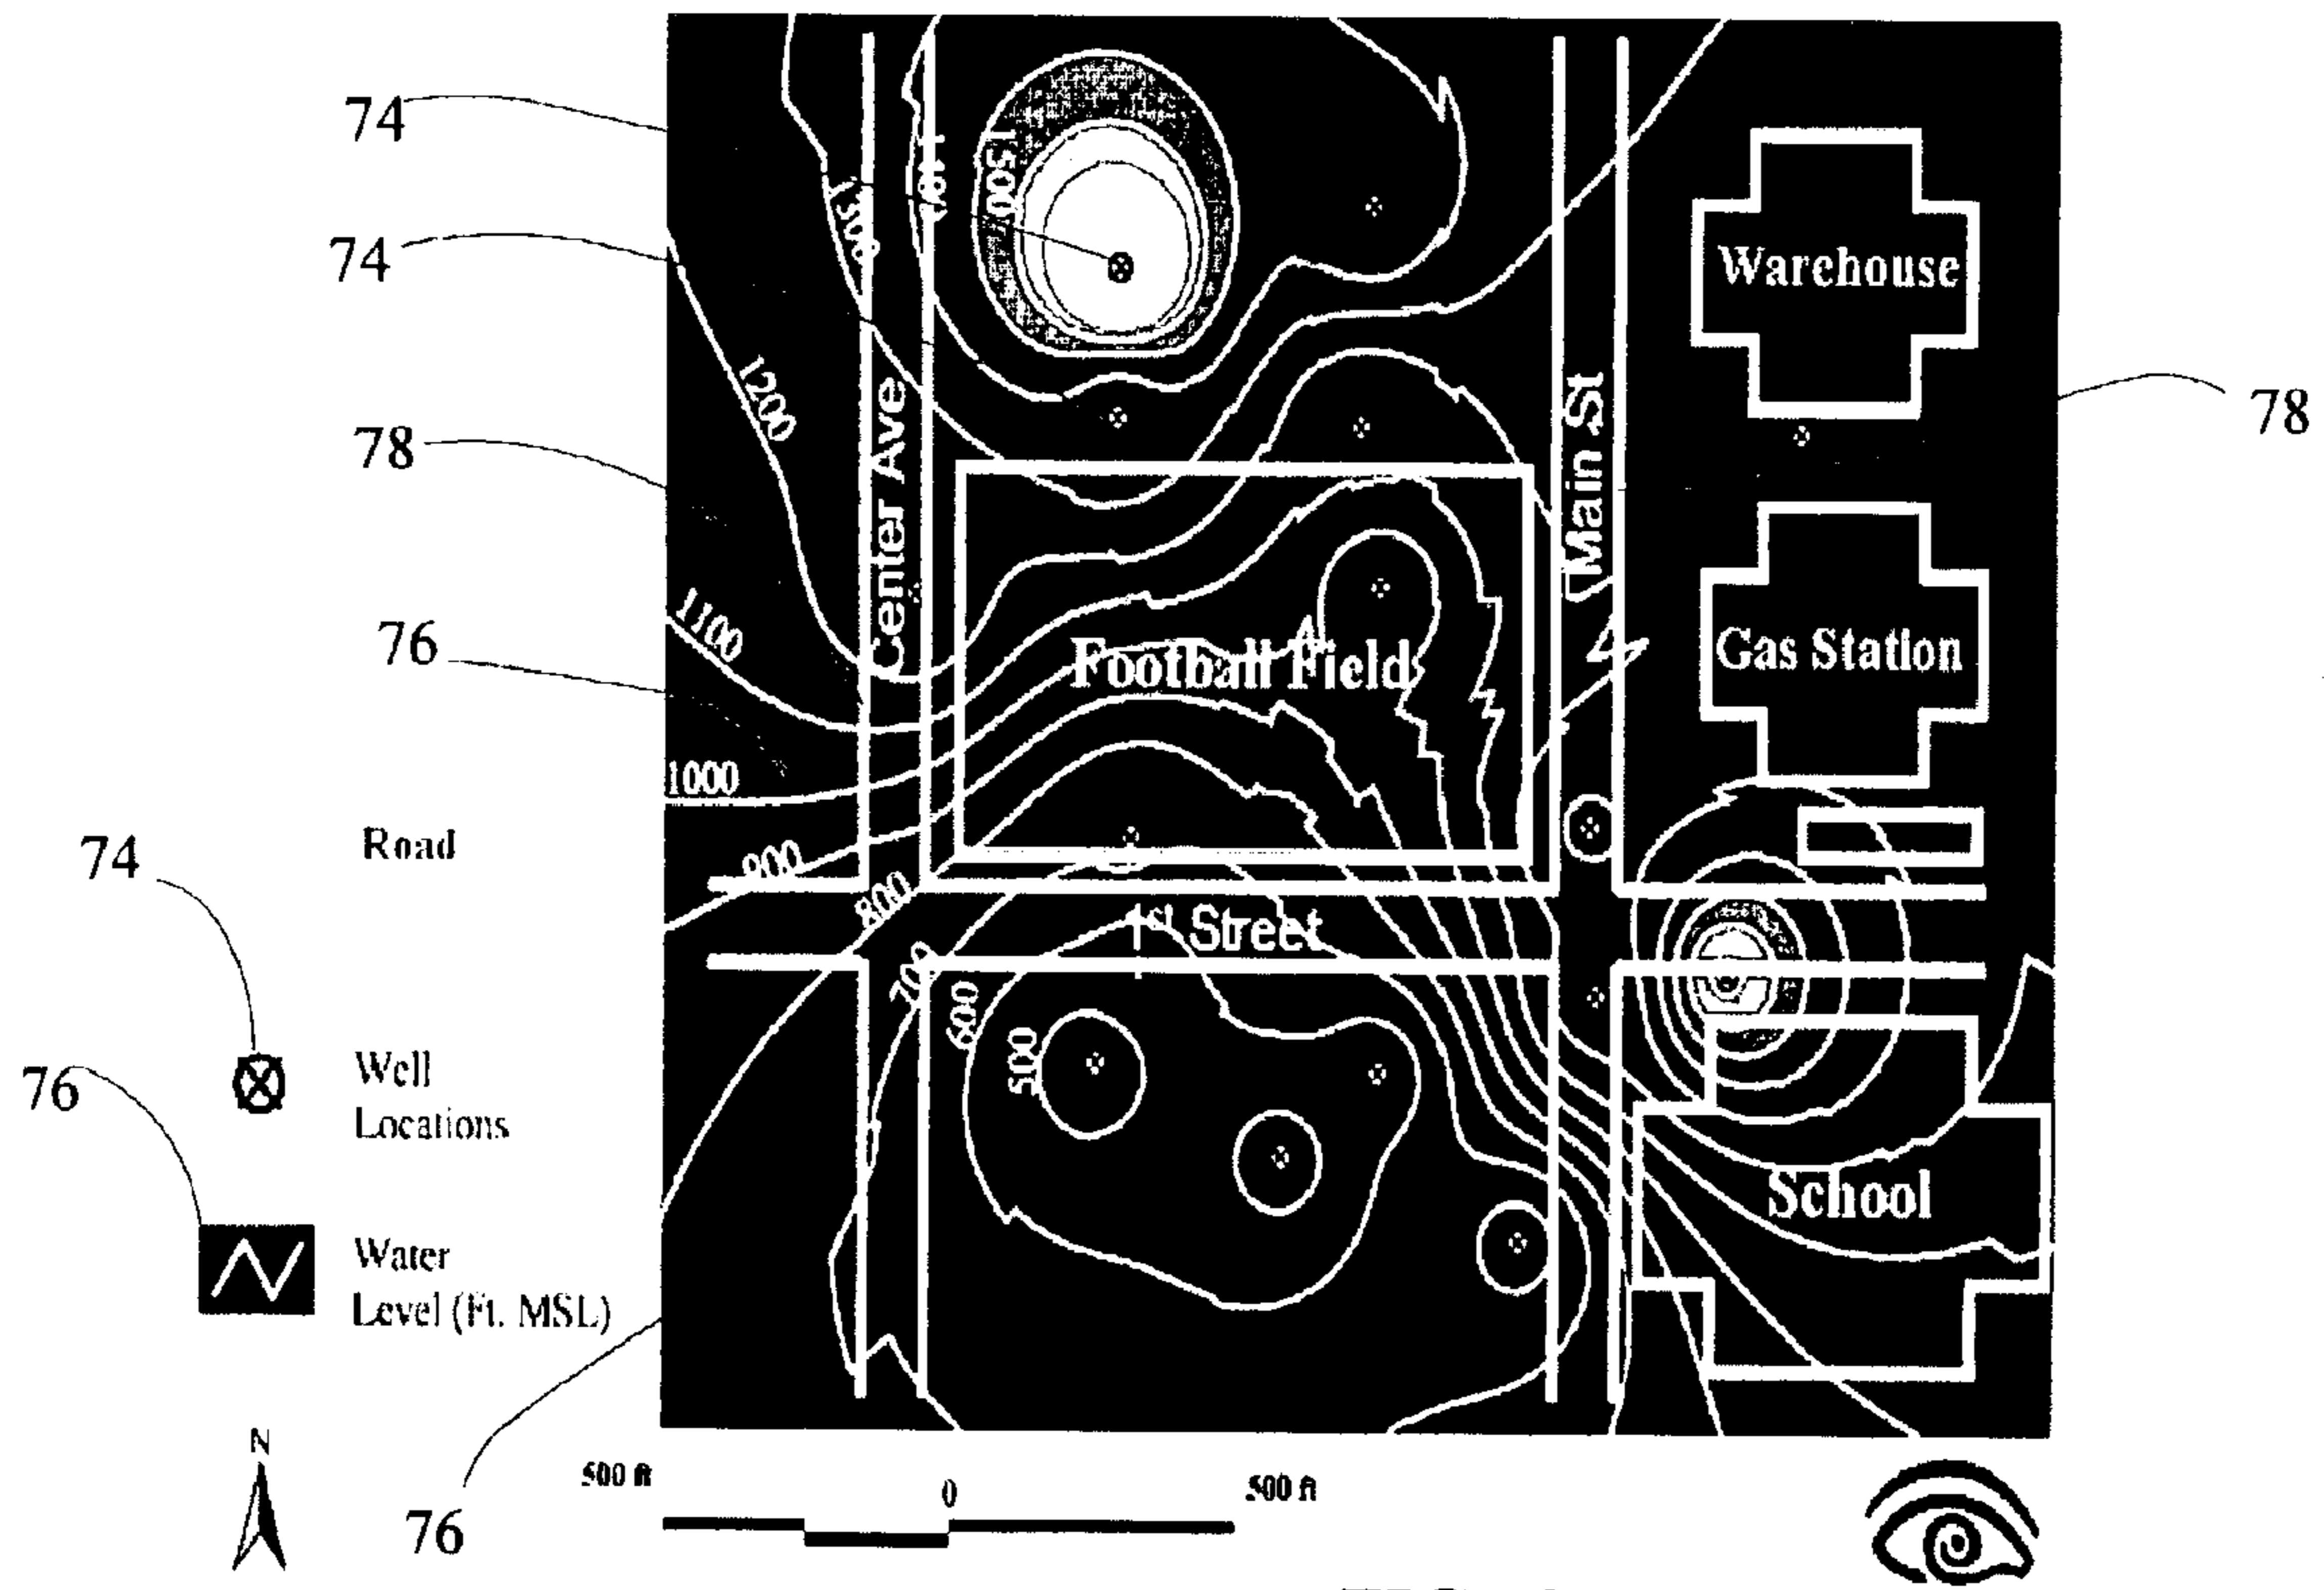 74
74
78
76
74
76
76
78
Road
Well
Locations
Water
Level (Ft. MSL)
N
500 ft
0
500 ft
1500
1200
1100
1000
900
800
700
600
500
Center Ave
Main St
Football Field
1st Street
Warehouse
Gas Station
School